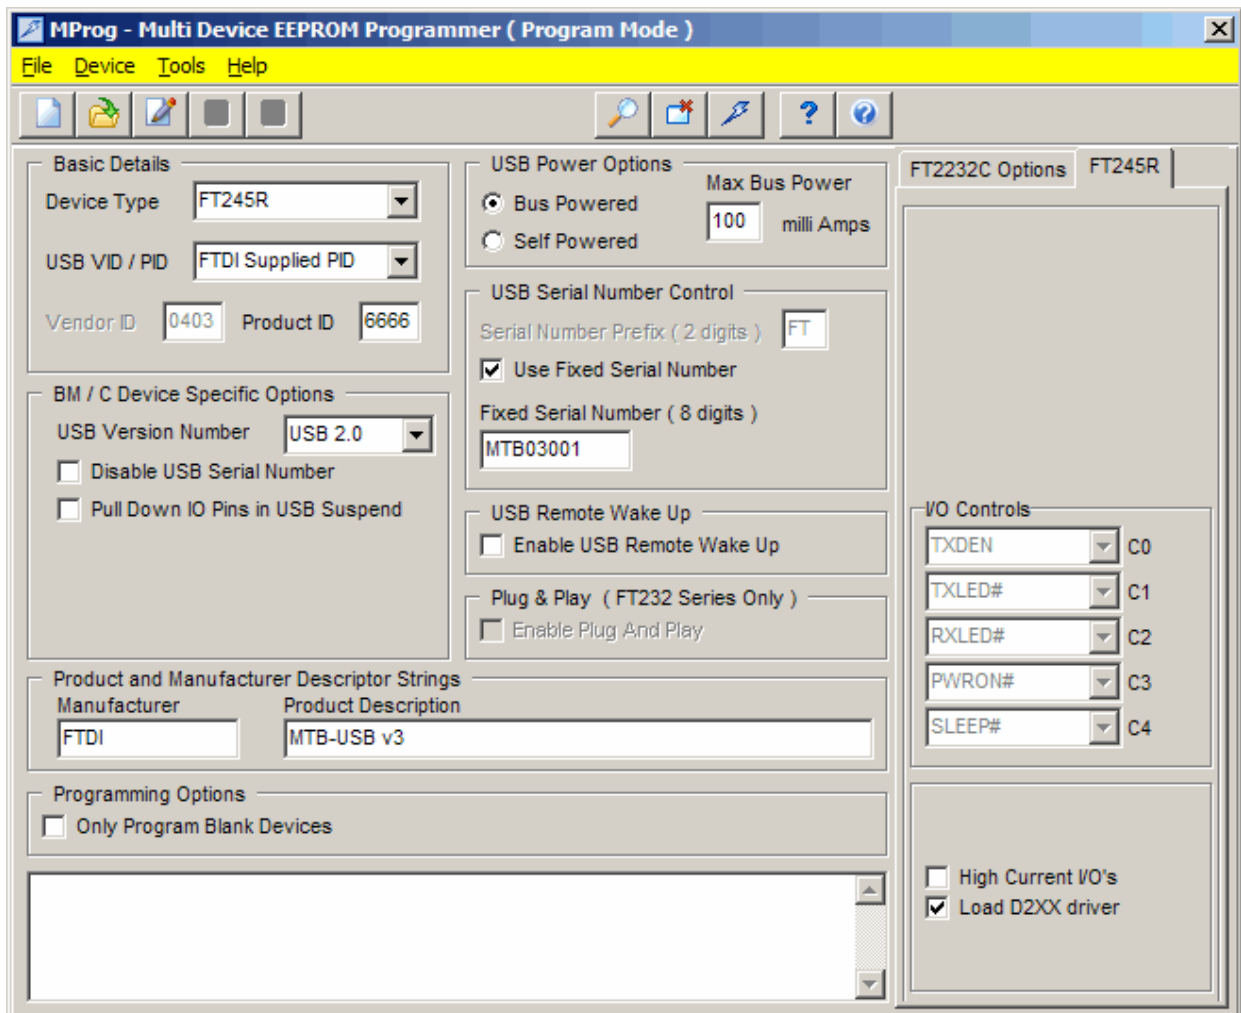 MProg - Multi Device EEPROM Programmer ( Program Mode )
File Device Tools Help
Basic Details
Device Type FT245R
USB VID / PID FTDI Supplied PID
Vendor ID 0403 Product ID 6666
BM / C Device Specific Options
USB Version Number USB 2.0
Disable USB Serial Number
Pull Down IO Pins in USB Suspend
USB Power Options
Max Bus Power
Bus Powered
100 milli Amps
Self Powered
USB Serial Number Control
Serial Number Prefix ( 2 digits ) FT
Use Fixed Serial Number
Fixed Serial Number ( 8 digits )
MTB03001
USB Remote Wake Up
Enable USB Remote Wake Up
Plug & Play ( FT232 Series Only )
Enable Plug And Play
Product and Manufacturer Descriptor Strings
Manufacturer Product Description
FTDI MTB-USB v3
Programming Options
Only Program Blank Devices
FT2232C Options FT245R
I/O Controls
TXDEN C0
TXLED# C1
RXLED# C2
PWRON# C3
SLEEP# C4
High Current I/O's
Load D2XX driver